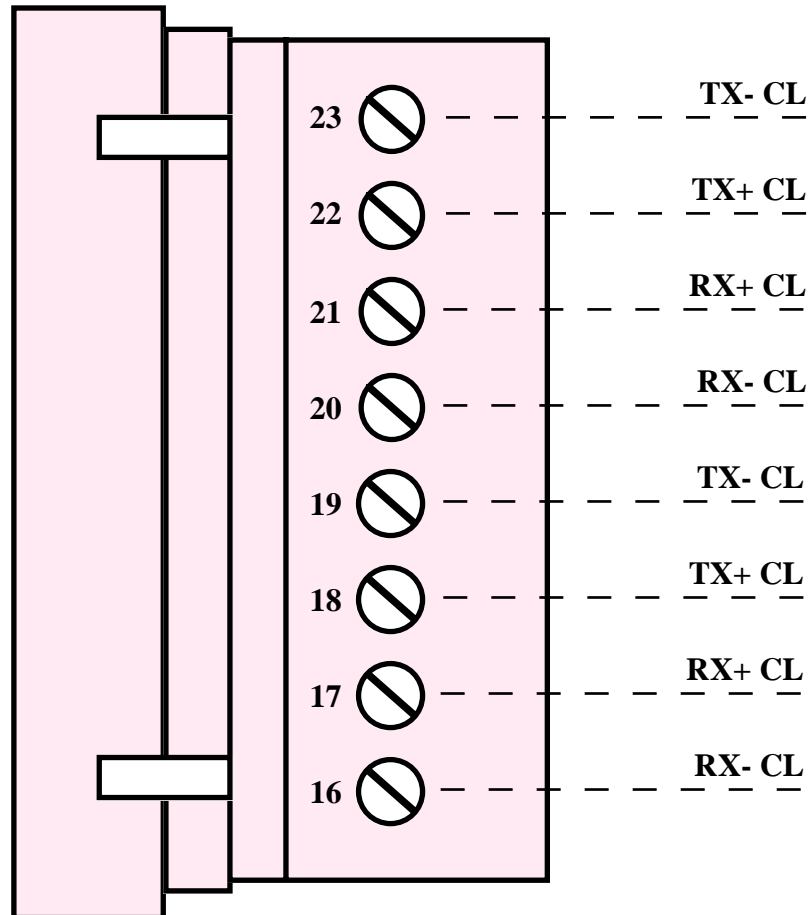 23 TX- CL
22 TX+ CL
21 RX+ CL
20 RX- CL
19 TX- CL
18 TX+ CL
17 RX+ CL
16 RX- CL